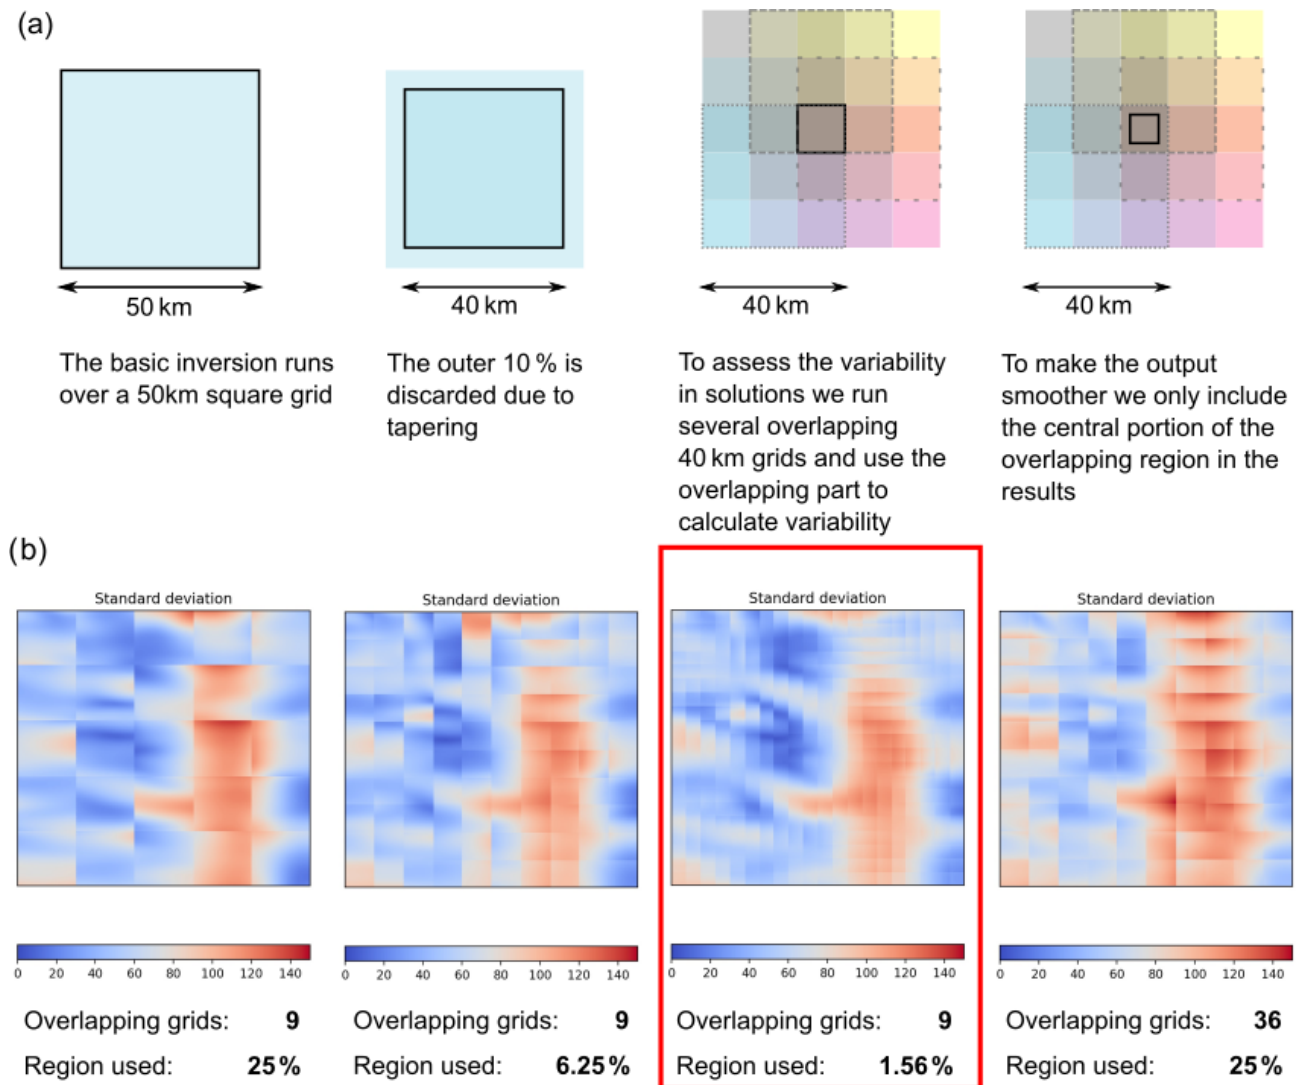 (a)
50 km
40 km
40 km
40 km
The basic inversion runs
over a 50km square grid
The outer 10 % is
discarded due to
tapering
To assess the variability
in solutions we run
several overlapping
40 km grids and use the
overlapping part to
calculate variability
To make the output
smoother we only include
the central portion of the
overlapping region in the
results
(b)
Standard deviation
0 20 40 60 80 100 120 140
Overlapping grids: 9
Region used: 25 %
Standard deviation
0 20 40 60 80 100 120 140
Overlapping grids: 9
Region used: 6.25 %
Standard deviation
0 20 40 60 80 100 120 140
Overlapping grids: 9
Region used: 1.56 %
Standard deviation
0 20 40 60 80 100 120 140
Overlapping grids: 36
Region used: 25 %